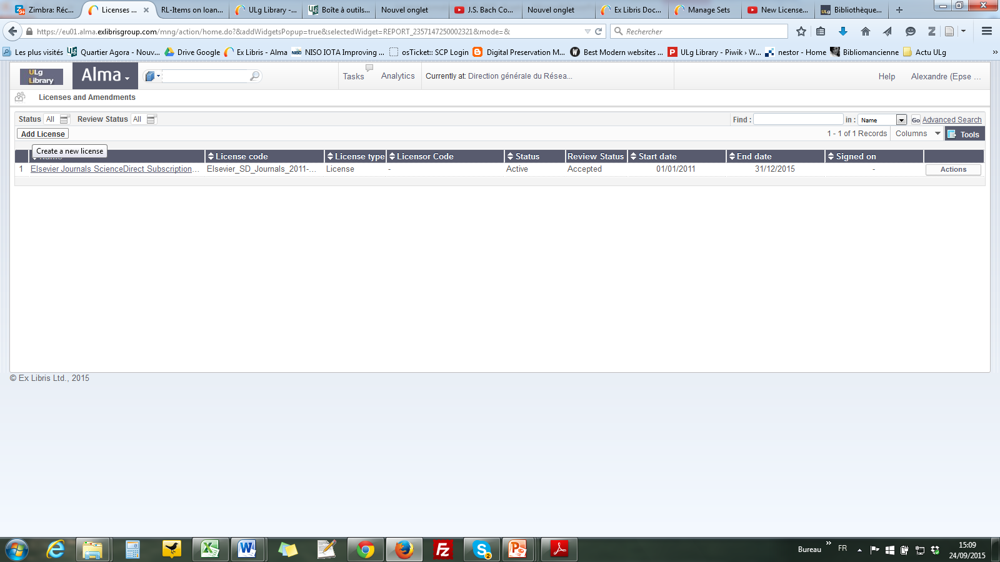 Zimbra: Réc...
Licenses ...
RL-Items on loan...
ULg Library -...
Boîte à outils...
Nouvel onglet
J.S. Bach Co...
Nouvel onglet
Ex Libris Doc...
Manage Sets
New License...
Bibliothèque...
https://eu01.alma.exlibrisgroup.com/mng/action/home.do?&addWidgetsPopup=true&selectedWidget=REPORT_2357147250002321&mode=&
Rechercher
Les plus visités
Quartier Agora - Nouv...
Drive Google
Ex Libris - Alma
NISO IOTA Improving ...
osTicket:: SCP Login
Digital Preservation M...
Best Modern websites ...
ULg Library - Piwik › W...
nestor - Home
Bibliomancienne
Actu ULg
ULg Library
Alma
Tasks
Analytics
Currently at: Direction générale du Résea...
Help
Alexandre (Epse ...
Licenses and Amendments
Status All Review Status All
Find : in : Name Go Advanced Search
Add License
1 - 1 of 1 Records Columns Tools
Create a new license
Name License code License type Licensor Code Status Review Status Start date End date Signed on
1 Elsevier Journals ScienceDirect Subscription... Elsevier_SD_Journals_2011-... License - Active Accepted 01/01/2011 31/12/2015 - Actions
© Ex Libris Ltd., 2015
Bureau » FR
15:09
24/09/2015